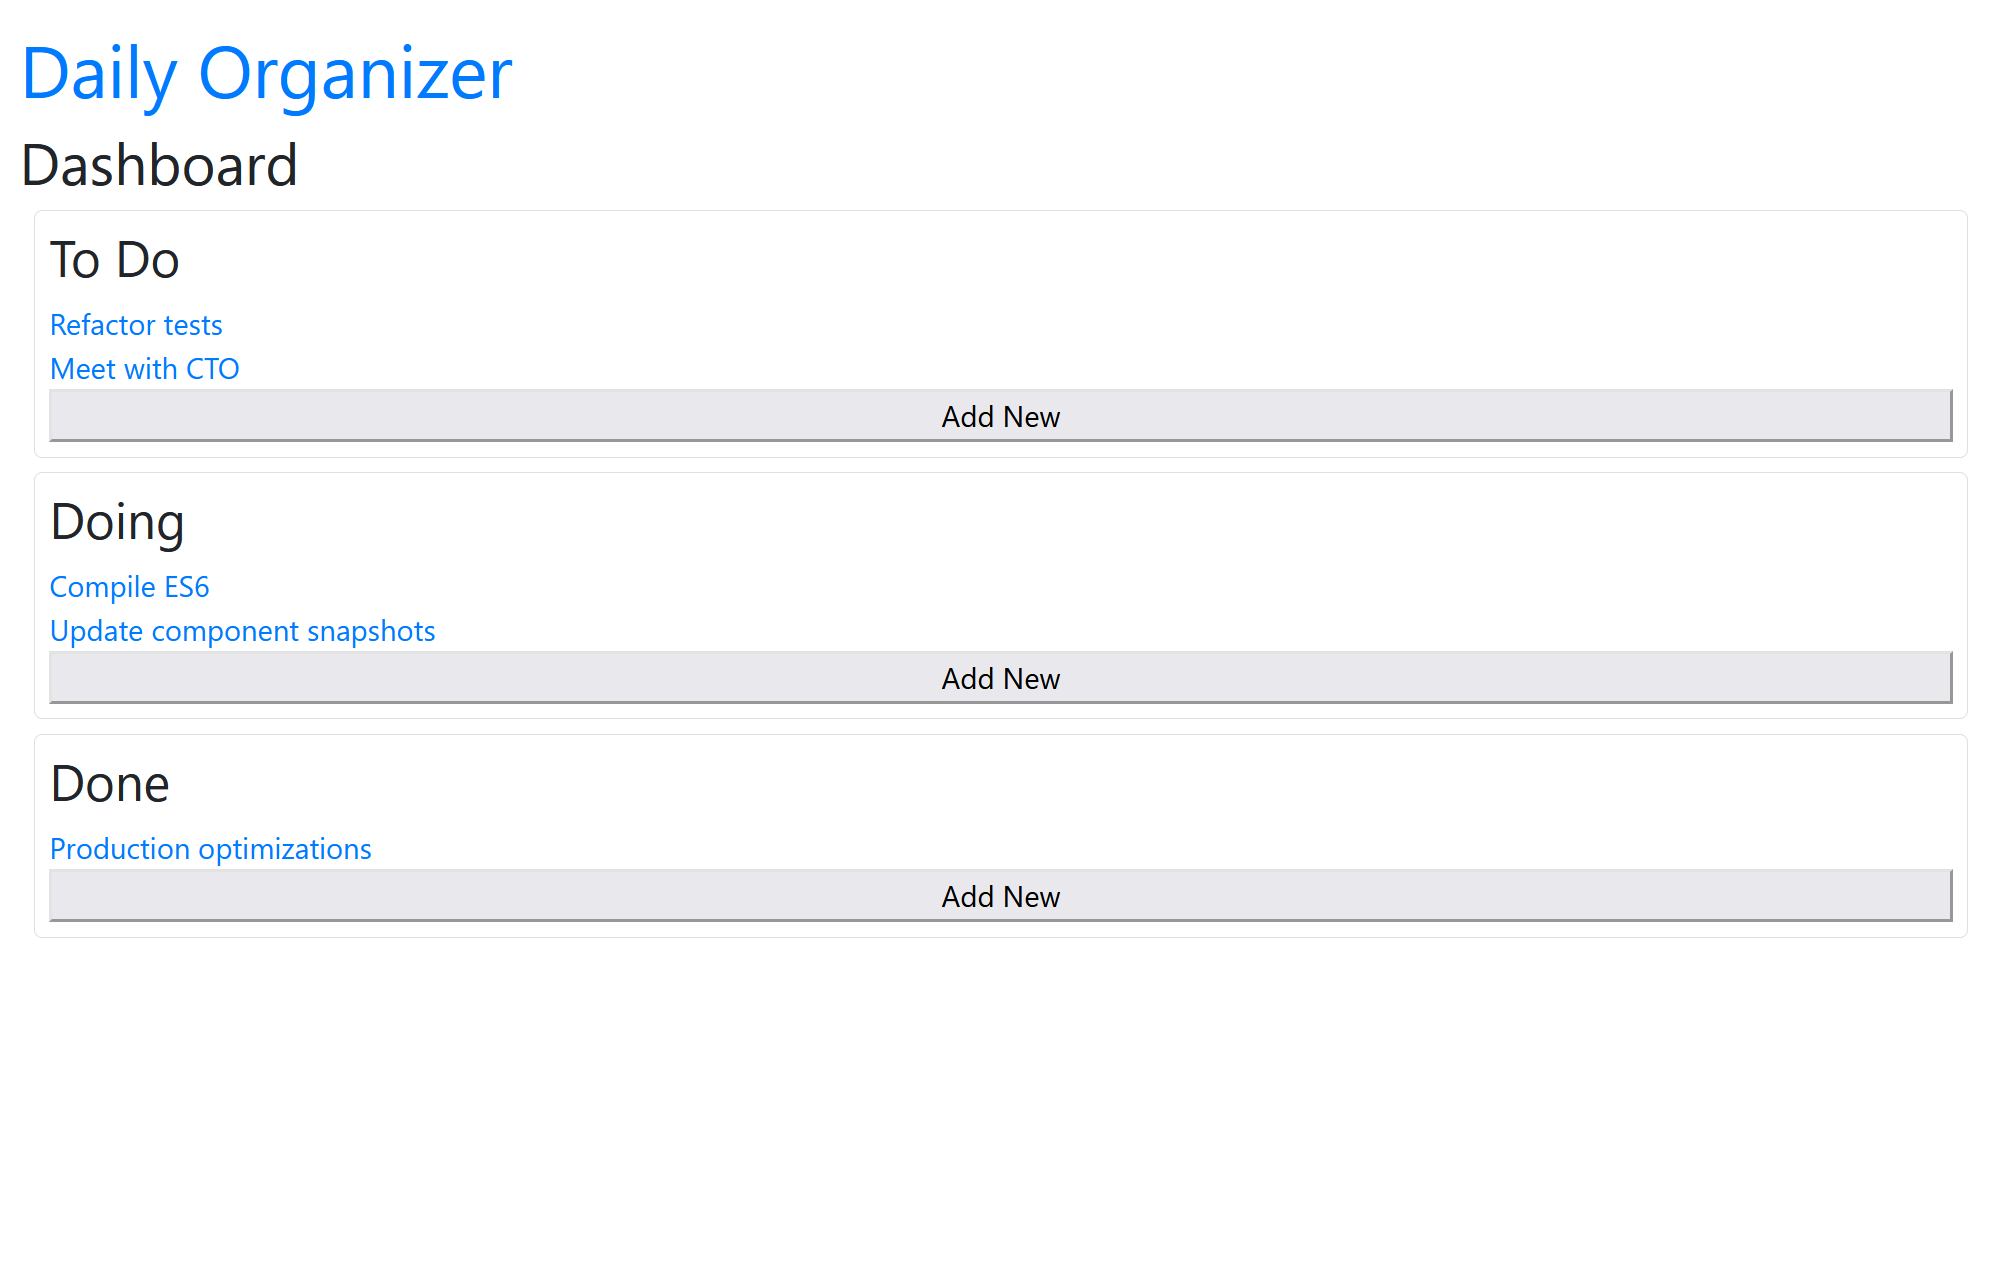 Daily Organizer
Dashboard
To Do
Refactor tests
Meet with CTO
Add New
Doing
Compile ES6
Update component snapshots
Add New
Done
Production optimizations
Add New